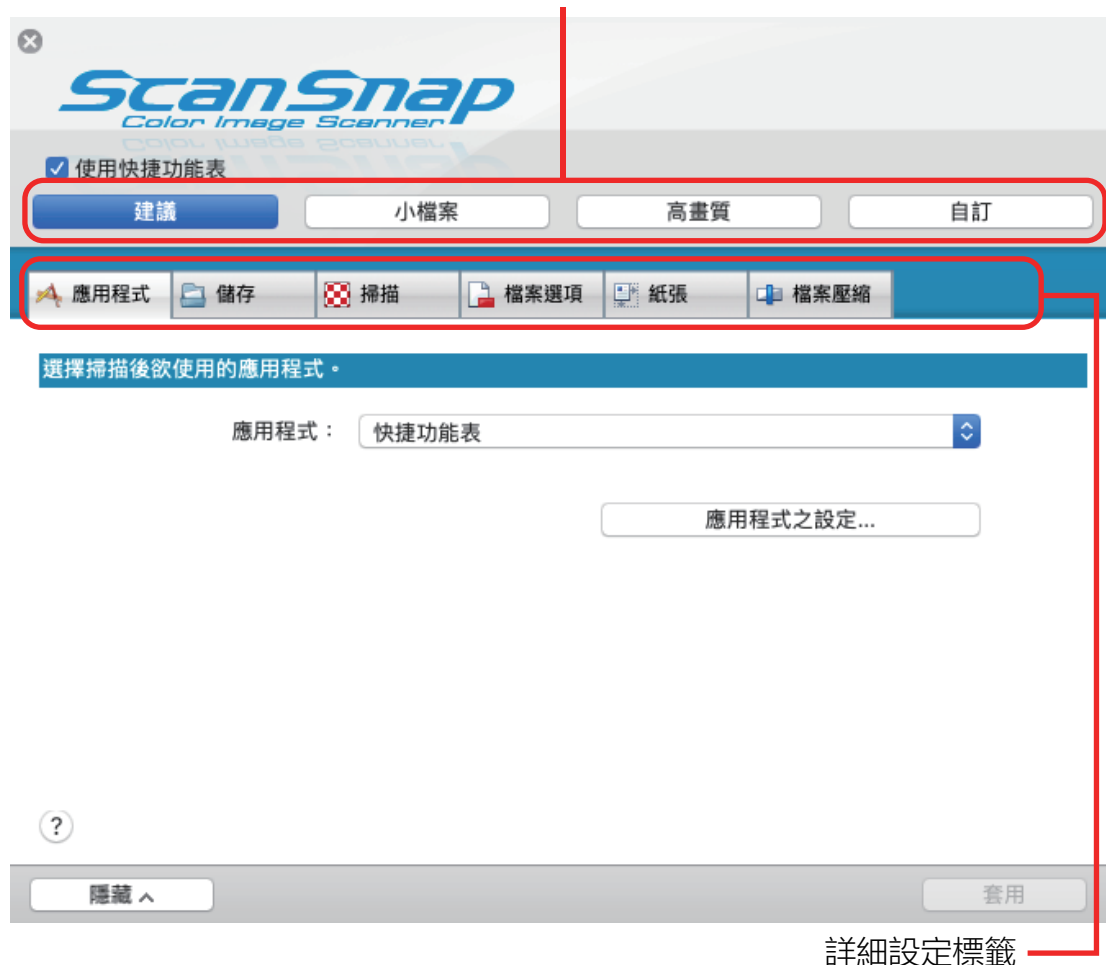 ScanSnap
Color Image Scanner
使用快捷功能表
建議 小檔案 高畫質 自訂
應用程式 儲存 掃描 檔案選項 紙張 檔案壓縮
選擇掃描後欲使用的應用程式。
應用程式： 快捷功能表
應用程式之設定...
?
隱藏 套用
詳細設定標籤